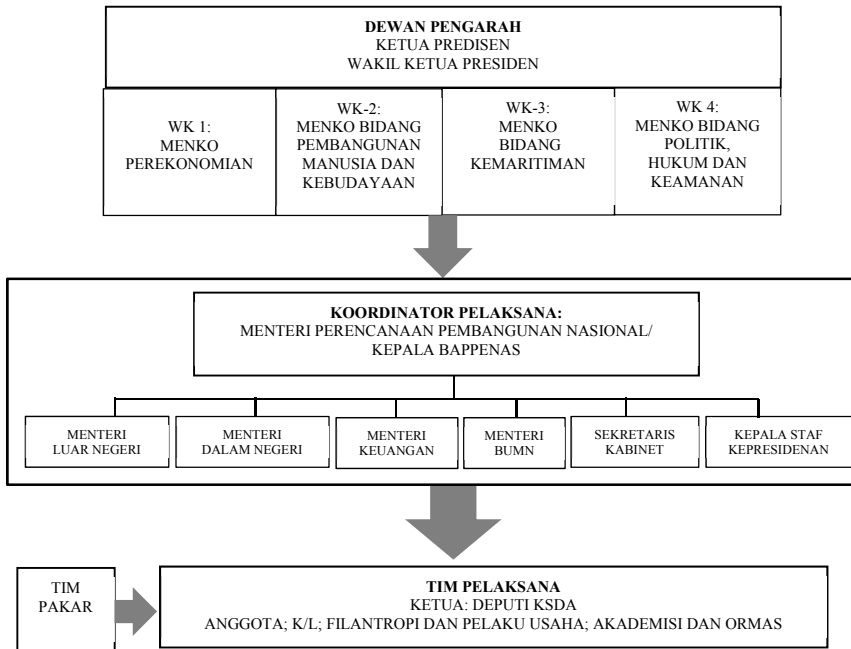 DEWAN PENGARAH
KETUA PREDISEN
WAKIL KETUA PRESIDEN
WK 1:
MENKO
PEREKONOMIAN
WK-2:
MENKO BIDANG
PEMBANGUNAN
MANUSIA DAN
KEBUDAYAAN
WK-3:
MENKO
BIDANG
KEMARITIMAN
WK 4:
MENKO BIDANG
POLITIK,
HUKUM DAN
KEAMANAN
KOORDINATOR PELAKSANA:
MENTERI PERENCANAAN PEMBANGUNAN NASIONAL/
KEPALA BAPPENAS
MENTERI
LUAR NEGERI
MENTERI
DALAM NEGERI
MENTERI
KEUANGAN
MENTERI
BUMN
SEKRETARIS
KABINET
KEPALA STAF
KEPRESIDENAN
TIM
PAKAR
TIM PELAKSANA
KETUA: DEPUTI KSDA
ANGGOTA; K/L; FILANTROPI DAN PELAKU USAHA; AKADEMISI DAN ORMAS